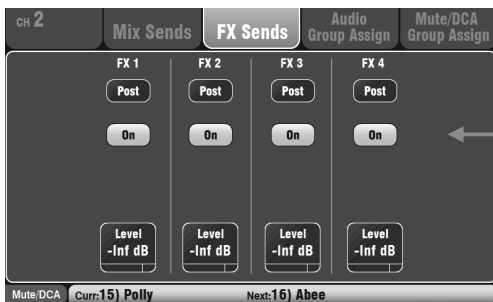 CH 2
Mix Sends
FX Sends
Audio
Group Assign
Mute/DCA
Group Assign
FX 1
FX 2
FX 3
FX 4
Post
Post
Post
Post
On
On
On
On
Level
-Inf dB
Level
-Inf dB
Level
-Inf dB
Level
-Inf dB
Mute/DCA
Curr:15) Polly
Next:16) Abee